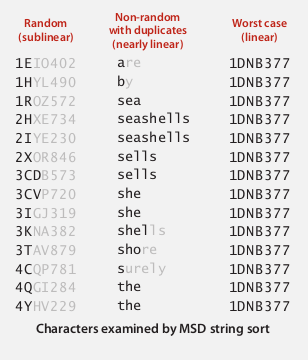 Random (sublinear) Non-random with duplicates (nearly linear) Worst case (linear)
1EIO402 are 1DNB377
1HYL490 by 1DNB377
1ROZ572 sea 1DNB377
2HXE734 seashells 1DNB377
2IYE230 seashells 1DNB377
2XOR846 sells 1DNB377
3CDB573 sells 1DNB377
3CVP720 she 1DNB377
3IGJ319 she 1DNB377
3KNA382 shells 1DNB377
3TAV879 shore 1DNB377
4CQP781 surely 1DNB377
4QGI284 the 1DNB377
4YHV229 the 1DNB377
Characters examined by MSD string sort